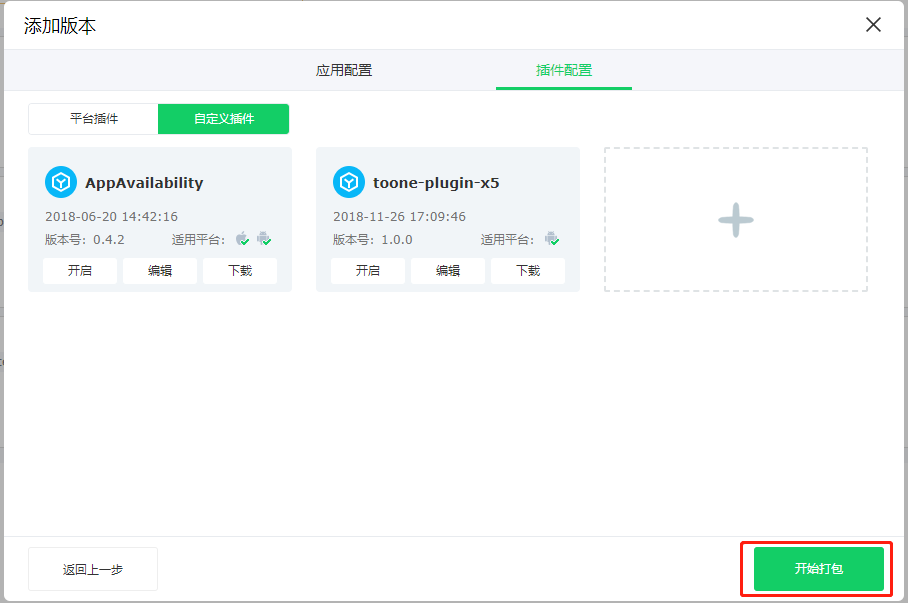 添加版本
应用配置 插件配置
平台插件 自定义插件
AppAvailability
2018-06-20 14:42:16
版本号: 0.4.2 适用平台:
开启 编辑 下载
toone-plugin-x5
2018-11-26 17:09:46
版本号: 1.0.0 适用平台:
开启 编辑 下载
返回上一步 开始打包